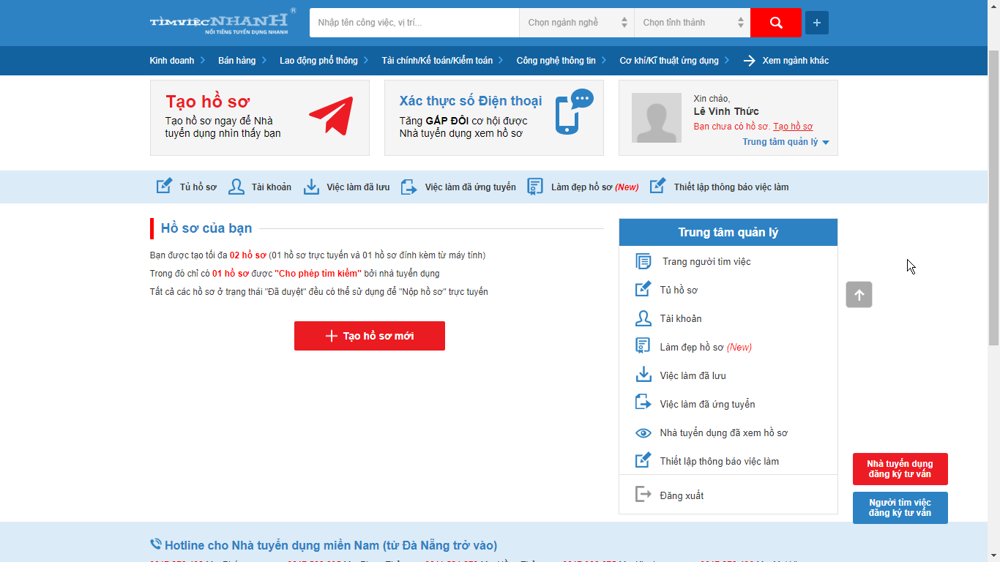 TÌMVIỆCNHANH®
NỔI TIẾNG TUYỂN DỤNG NHANH
Nhập tên công việc, vị trí...
Chọn ngành nghề
Chọn tỉnh thành
+
Kinh doanh
Bán hàng
Lao động phổ thông
Tài chính/Kế toán/Kiểm toán
Công nghệ thông tin
Cơ khí/Kĩ thuật ứng dụng
Xem ngành khác
Tạo hồ sơ
Tạo hồ sơ ngay để Nhà
tuyển dụng nhìn thấy bạn
Xác thực số Điện thoại
Tăng GẤP ĐÔI cơ hội được
Nhà tuyển dụng xem hồ sơ
Xin chào,
Lê Vinh Thức
Bạn chưa có hồ sơ. Tạo hồ sơ
Trung tâm quản lý
Tủ hồ sơ
Tài khoản
Việc làm đã lưu
Việc làm đã ứng tuyển
Làm đẹp hồ sơ (New)
Thiết lập thông báo việc làm
Hồ sơ của bạn
Bạn được tạo tối đa 02 hồ sơ (01 hồ sơ trực tuyến và 01 hồ sơ đính kèm từ máy tính)
Trong đó chỉ có 01 hồ sơ được "Cho phép tìm kiếm" bởi nhà tuyển dụng
Tất cả các hồ sơ ở trạng thái "Đã duyệt" đều có thể sử dụng để "Nộp hồ sơ" trực tuyến
Tạo hồ sơ mới
Trung tâm quản lý
Trang người tìm việc
Tủ hồ sơ
Tài khoản
Làm đẹp hồ sơ (New)
Việc làm đã lưu
Việc làm đã ứng tuyển
Nhà tuyển dụng đã xem hồ sơ
Thiết lập thông báo việc làm
Đăng xuất
Nhà tuyển dụng
đăng ký tư vấn
Người tìm việc
đăng ký tư vấn
Hotline cho Nhà tuyển dụng miền Nam (từ Đà Nẵng trở vào)